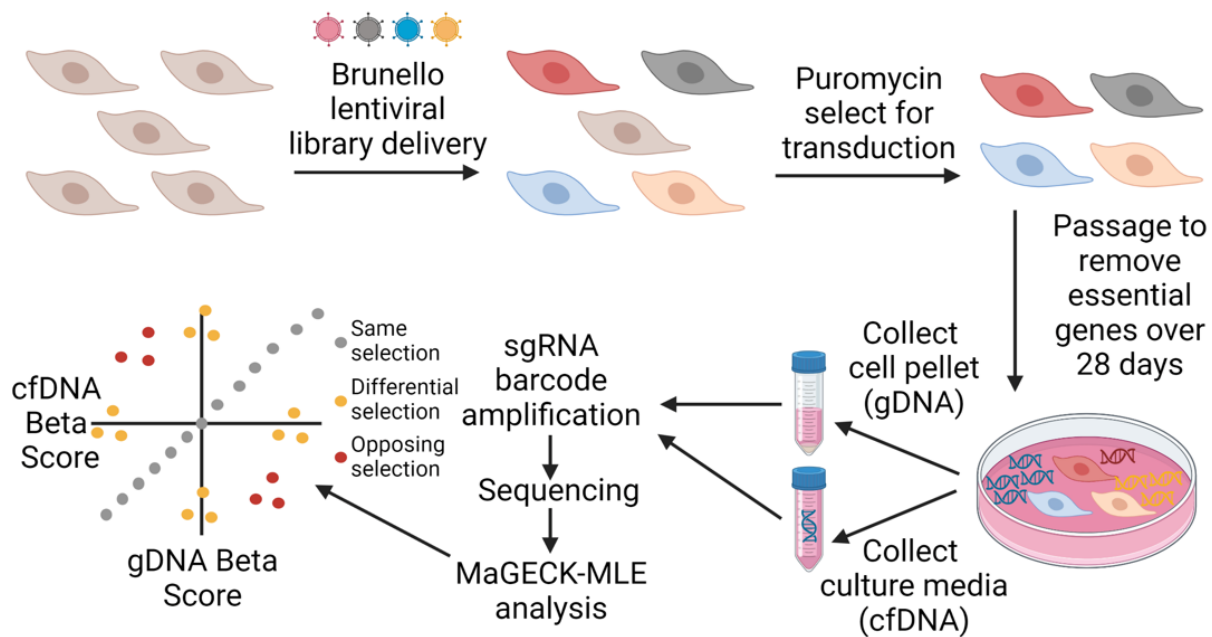 Brunello
lentiviral
library delivery
Puromycin
select for
transduction
Passage to
remove
essential
genes over
28 days
Collect
cell pellet
(gDNA)
Collect
culture media
(cfDNA)
sgRNA
barcode
amplification
Sequencing
MaGECK-MLE
analysis
Same
selection
Differential
selection
Opposing
selection
cfDNA
Beta
Score
gDNA Beta
Score